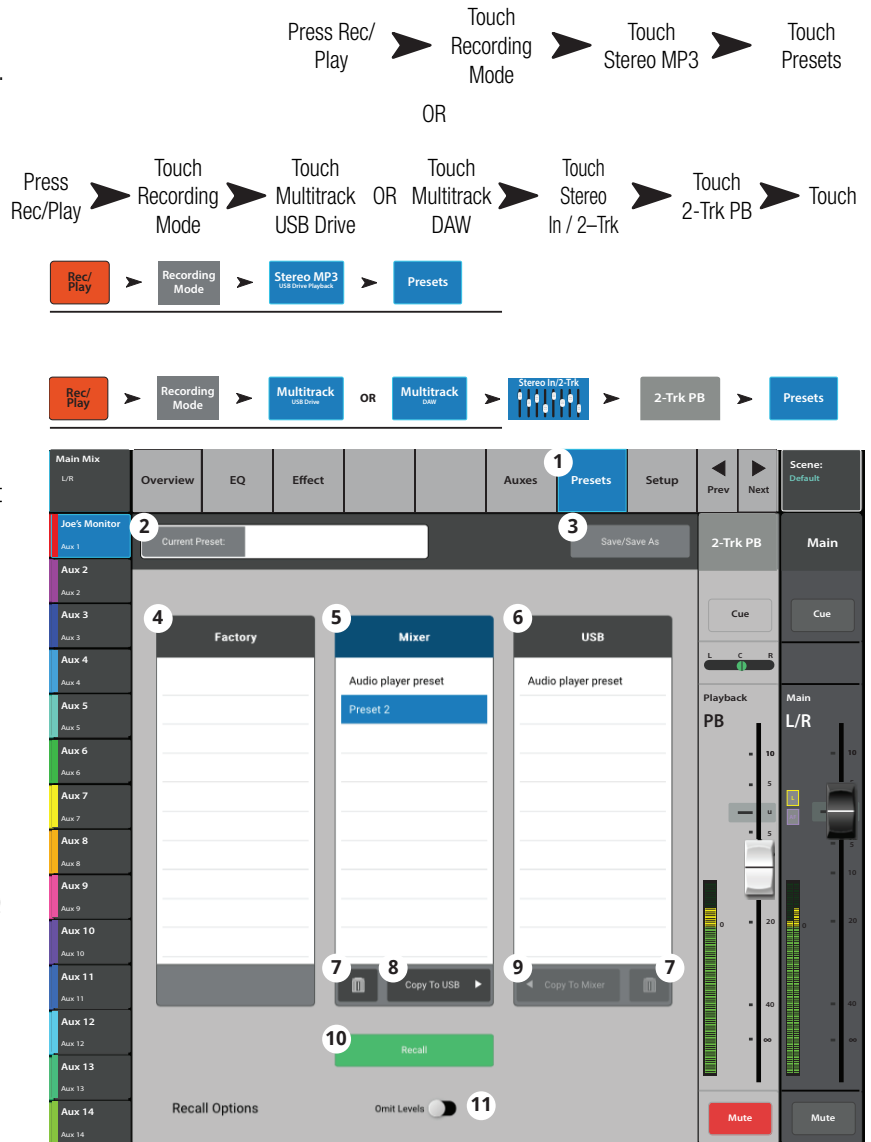 Press Rec/
Play
Touch
Recording
Mode
Touch
Stereo MP3
Touch
Presets
.
OR
Press
Rec/Play
Touch
Recording
Mode
Touch
Multitrack
USB Drive
OR
Touch
Multitrack
DAW
Touch
Stereo
In / 2–Trk
Touch
2-Trk PB
Touch
Rec/
Play
Recording
Mode
Stereo MP3
USB Drive Playback
Presets
Rec/
Play
Recording
Mode
Multitrack
USB Drive
OR
Multitrack
DAW
Stereo In/2-Trk
2-Trk PB
Presets
Main Mix
L/R
Overview
EQ
Effect
Auxes
1
Presets
Setup
Prev
Next
Scene:
Default
Joe's Monitor
Aux 1
Aux 2
Aux 2
Aux 3
Aux 3
Aux 4
Aux 4
Aux 5
Aux 5
Aux 6
Aux 6
Aux 7
Aux 7
Aux 8
Aux 8
Aux 9
Aux 9
Aux 10
Aux 10
Aux 11
Aux 11
Aux 12
Aux 12
Aux 13
Aux 13
Aux 14
Aux 14
2
Current Preset:
3
Save/Save As
4
Factory
5
Mixer
Audio player preset
Preset 2
6
USB
Audio player preset
7
8
Copy To USB
9
Copy To Mixer
7
10
Recall
Recall Options
Omit Levels
11
2-Trk PB
Cue
L C R
Playback
PB
10
5
U
5
0
20
40
∞
Mute
Main
Cue
Main
L/R
10
L
5
10
0
20
40
∞
Mute